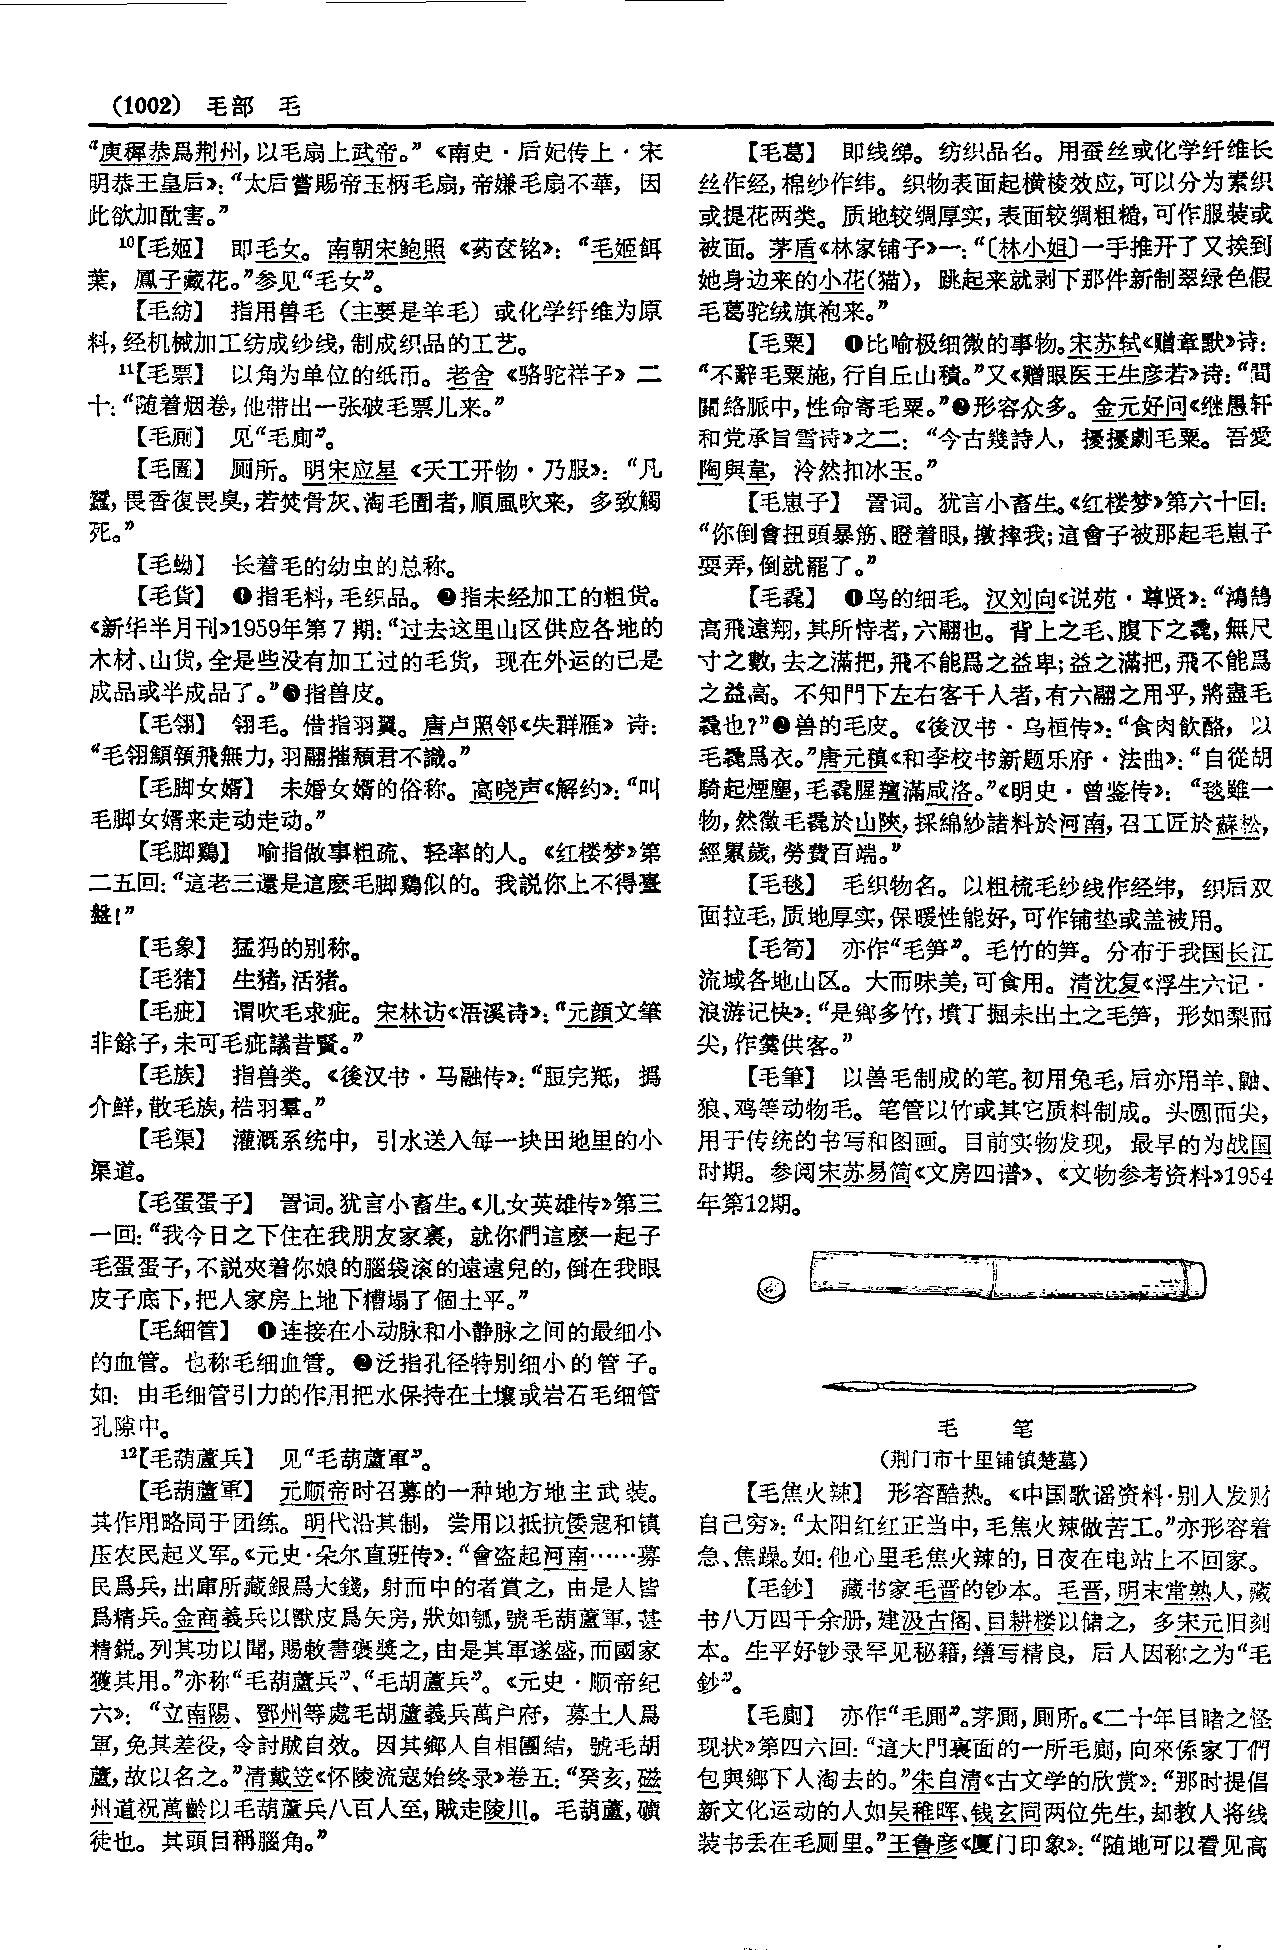 (1002) 毛部 毛
“庾穉恭爲荆州，以毛扇上武帝。”《南史·后妃传上·宋
明恭王皇后》：“太后嘗賜帝玉柄毛扇，帝嫌毛扇不華，因
此欲加酖害。”
10【毛姬】 即毛女。南朝宋鲍照《药奁铭》：“毛姬餌
葉，鳳子藏花。”参见“毛女”。
【毛紡】 指用兽毛（主要是羊毛）或化学纤维为原
料，经机械加工纺成纱线，制成织品的工艺。
11【毛票】 以角为单位的纸币。老舍《骆驼祥子》二
十：“随着烟卷，他带出一张破毛票儿来。”
【毛厠】 见“毛廁”。
【毛圊】 厕所。明宋应星《天工开物·乃服》：“凡
蠶，畏香復畏臭，若焚骨灰、淘毛圊者，順風吹来，多致觸
死。”
【毛蚴】 长着毛的幼虫的总称。
【毛貨】 ❶指毛料，毛织品。❷指未经加工的粗货。
《新华半月刊》1959年第7期：“过去这里山区供应各地的
木材、山货，全是些没有加工过的毛货，现在外运的已是
成品或半成品了。”❸指兽皮。
【毛翎】 翎毛。借指羽翼。唐卢照邻《失群雁》诗：
“毛翎顦顇飛無力，羽翮摧頹君不識。”
【毛脚女婿】 未婚女婿的俗称。高晓声《解约》：“叫
毛脚女婿来走动走动。”
【毛脚鷄】 喻指做事粗疏、轻率的人。《红楼梦》第
二五回：“這老三還是這麽毛脚鷄似的。我説你上不得臺
盤！”
【毛象】 猛犸的别称。
【毛猪】 生猪，活猪。
【毛疵】 谓吹毛求疵。宋林访《浯溪诗》：“元顔文筆
非餘子，未可毛疵議昔賢。”
【毛族】 指兽类。《後汉书·马融传》：“脰完羝，撝
介鮮，散毛族，梏羽羣。”
【毛渠】 灌溉系统中，引水送入每一块田地里的小
渠道。
【毛蛋蛋子】 詈词。犹言小畜生。《儿女英雄传》第三
一回：“我今日之下住在我朋友家裏，就你們這麽一起子
毛蛋蛋子，不説夾着你娘的腦袋滚的遠遠兒的，倒在我眼
皮子底下，把人家房上地下糟塌了個土平。”
【毛細管】 ❶连接在小动脉和小静脉之间的最细小
的血管。也称毛细血管。❷泛指孔径特别细小的管子。
如：由毛细管引力的作用把水保持在土壤或岩石毛细管
孔隙中。
12【毛葫蘆兵】 见“毛葫蘆軍”。
【毛葫蘆軍】 元顺帝时召募的一种地方地主武装。
其作用略同于团练。明代沿其制，尝用以抵抗倭寇和镇
压农民起义军。《元史·朵尔直班传》：“會盗起河南……募
民爲兵，出庫所藏銀爲大錢，射而中的者賞之，由是人皆
爲精兵。金商義兵以獸皮爲矢房，狀如瓠，號毛葫蘆軍，甚
精鋭。列其功以聞，賜敕書褒獎之，由是其軍遂盛，而國家
獲其用。”亦称“毛葫蘆兵”、“毛胡蘆兵”。《元史·顺帝纪
六》：“立南陽、鄧州等處毛胡蘆義兵萬户府，募土人爲
軍，免其差役，令討賊自效。因其鄉人自相團結，號毛胡
蘆，故以名之。”清戴笠《怀陵流寇始终录》卷五：“癸亥，磁
州道祝萬齡以毛葫蘆兵八百人至，賊走陵川。毛葫蘆，礦
徒也。其頭目稱腦角。”
【毛葛】 即线绨。纺织品名。用蚕丝或化学纤维长
丝作经，棉纱作纬。织物表面起横棱效应，可以分为素织
或提花两类。质地较绸厚实，表面较绸粗糙，可作服装或
被面。茅盾《林家铺子》一：“〔林小姐〕一手推开了又挨到
她身边来的小花（猫），跳起来就剥下那件新制翠绿色假
毛葛驼绒旗袍来。”
【毛粟】 ❶比喻极细微的事物。宋苏轼《赠章默》诗：
“不辭毛粟施，行自丘山積。”又《赠眼医王生彦若》诗：“間
關絡脈中，性命寄毛粟。”❷形容众多。金元好问《继愚轩
和党承旨雪诗》之二：“今古幾詩人，擾擾劇毛粟。吾愛
陶與韋，泠然扣冰玉。”
【毛崽子】 詈词。犹言小畜生。《红楼梦》第六十回：
“你倒會扭頭暴筋、瞪着眼，撴摔我；這會子被那起毛崽子
耍弄，倒就罷了。”
【毛毳】 ❶鸟的细毛。汉刘向《说苑·尊贤》：“鴻鵠
高飛遠翔，其所恃者，六翮也。背上之毛、腹下之毳，無尺
寸之數，去之滿把，飛不能爲之益卑；益之滿把，飛不能爲
之益高。不知門下左右客千人者，有六翮之用乎，將盡毛
毳也？”❷兽的毛皮。《後汉书·乌桓传》：“食肉飲酪，以
毛毳爲衣。”唐元稹《和李校书新题乐府·法曲》：“自從胡
騎起煙塵，毛毳腥羶滿咸洛。”《明史·曾鉴传》：“毯雖一
物，然徵毛毳於山陝，採綿紗諸料於河南，召工匠於蘇松，
經累歲，勞費百端。”
【毛毯】 毛织物名。以粗梳毛纱线作经纬，织后双
面拉毛，质地厚实，保暖性能好，可作铺垫或盖被用。
【毛筍】 亦作“毛笋”。毛竹的笋。分布于我国长江
流域各地山区。大而味美，可食用。清沈复《浮生六记·
浪游记快》：“是鄉多竹，墳丁掘未出土之毛笋，形如梨而
尖，作羹供客。”
【毛筆】 以兽毛制成的笔。初用兔毛，后亦用羊、鼬、
狼、鸡等动物毛。笔管以竹或其它质料制成。头圆而尖，
用于传统的书写和图画。目前实物发现，最早的为战国
时期。参阅宋苏易简《文房四谱》、《文物参考资料》1954
年第12期。
毛 笔
（荆门市十里铺镇楚墓）
【毛焦火辣】 形容酷热。《中国歌谣资料·别人发财
自己穷》：“太阳红红正当中，毛焦火辣做苦工。”亦形容着
急、焦躁。如：他心里毛焦火辣的，日夜在电站上不回家。
【毛鈔】 藏书家毛晋的钞本。毛晋，明末常熟人，藏
书八万四千余册，建汲古阁、目耕楼以储之，多宋元旧刻
本。生平好钞录罕见秘籍，缮写精良，后人因称之为“毛
鈔”。
【毛廁】 亦作“毛厠”。茅厕，厕所。《二十年目睹之怪
现状》第四六回：“這大門裏面的一所毛廁，向來係家丁們
包與鄉下人淘去的。”朱自清《古文学的欣赏》：“那时提倡
新文化运动的人如吴稚晖、钱玄同两位先生，却教人将线
装书丢在毛厕里。”王鲁彦《厦门印象》：“随地可以看见高